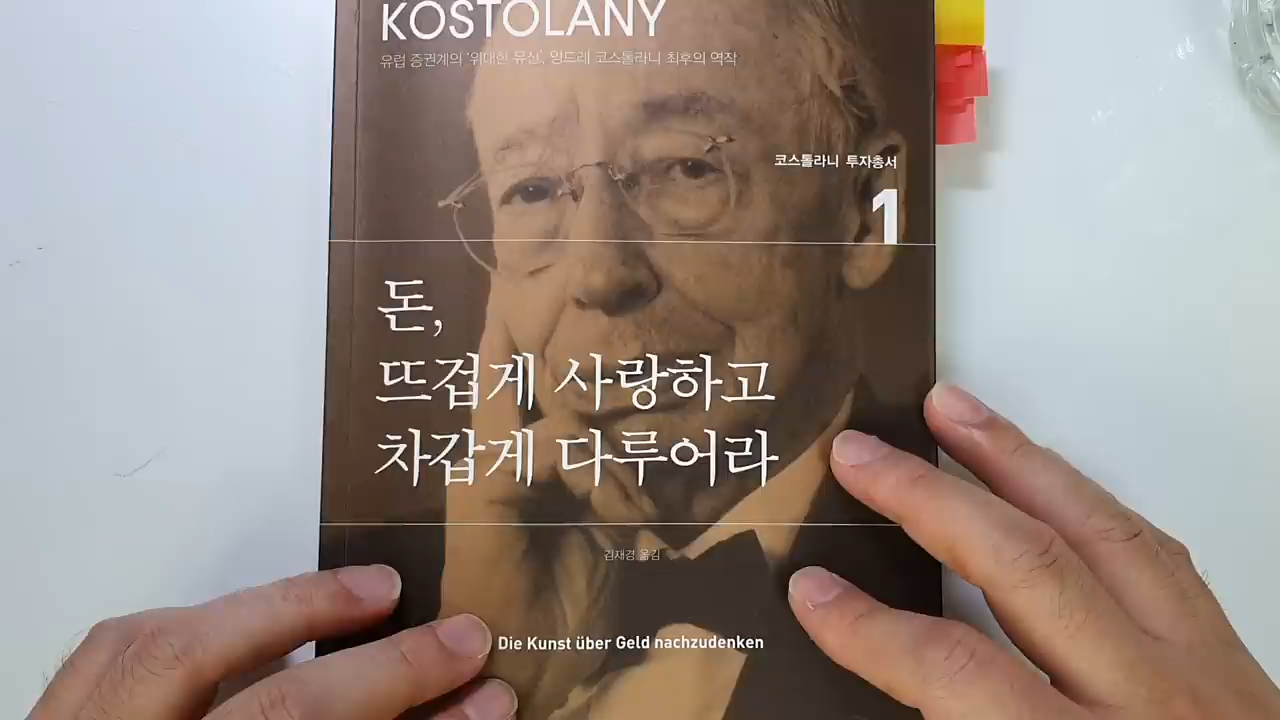 KOSTOLANY
유럽 증권계의 '위대한 유산', 앙드레 코스톨라니 최후의 역작
코스톨라니 투자총서
1
돈,
뜨겁게 사랑하고
차갑게 다루어라
김재경 옮김
Die Kunst über Geld nachzudenken